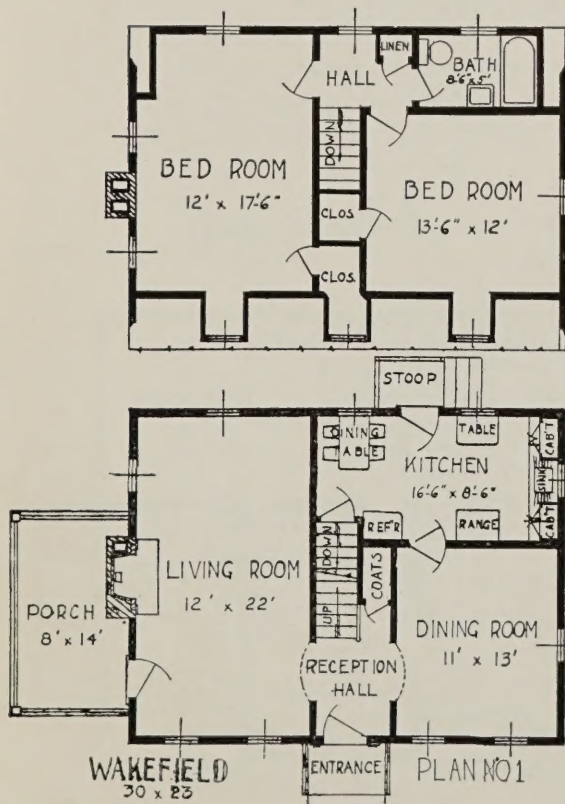 LINEN
BATH
8'-6" x 5'
HALL
DOWN
BED ROOM
12' x 17'-6"
BED ROOM
13'-6" x 12'
CLOS.
CLOS.
STOOP
DINING
TABLE
TABLE
CAB'T
KITCHEN
16'-6" x 8'-6"
SINK
CAB'T
REF'R
RANGE
DOWN
UP
COATS
LIVING ROOM
12' x 22'
PORCH
8' x 14'
DINING ROOM
11' x 13'
RECEPTION
HALL
ENTRANCE
WAKEFIELD
30 x 23
PLAN NO 1